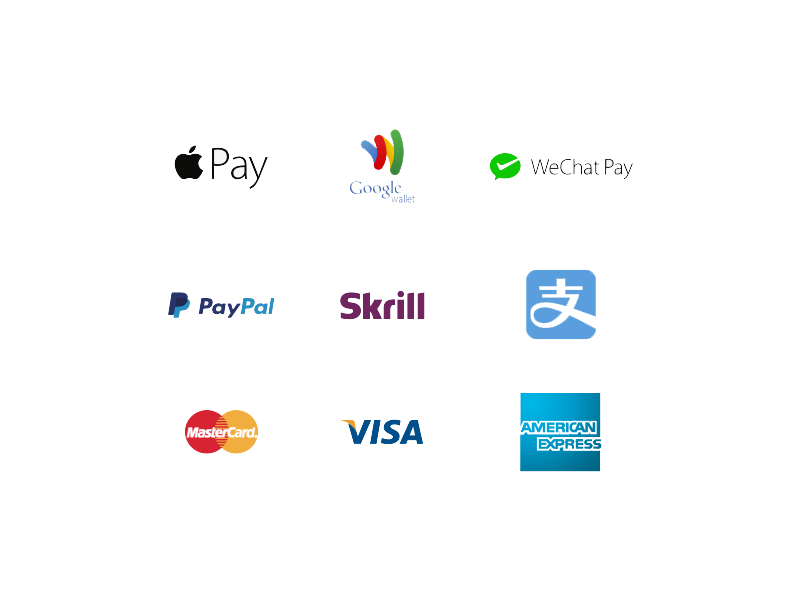 Pay
Google
wallet
WeChat Pay
PayPal
Skrill
支
MasterCard.
VISA
AMERICAN
EXPRESS